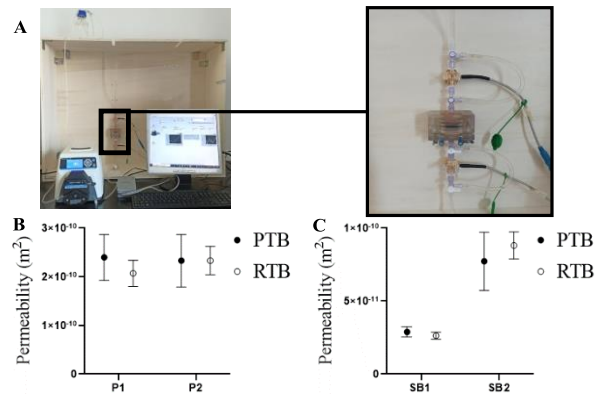 A
B
Permeability (m²)
3×10⁻¹⁰
2×10⁻¹⁰
1×10⁻¹⁰
0
P1 P2
PTB
RTB
C
Permeability (m²)
1×10⁻¹⁰
5×10⁻¹¹
0
SB1 SB2
PTB
RTB